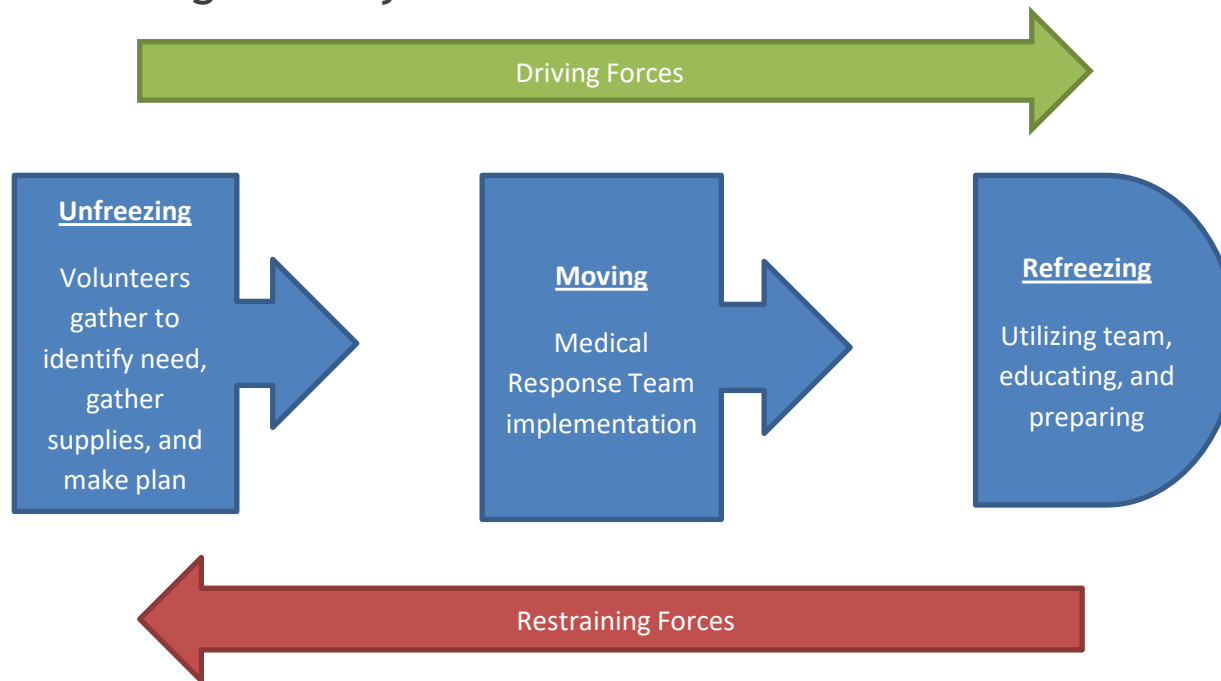 Driving Forces
Unfreezing
Volunteers
gather to
identify need,
gather
supplies, and
make plan
Moving
Medical
Response Team
implementation
Refreezing
Utilizing team,
educating, and
preparing
Restraining Forces